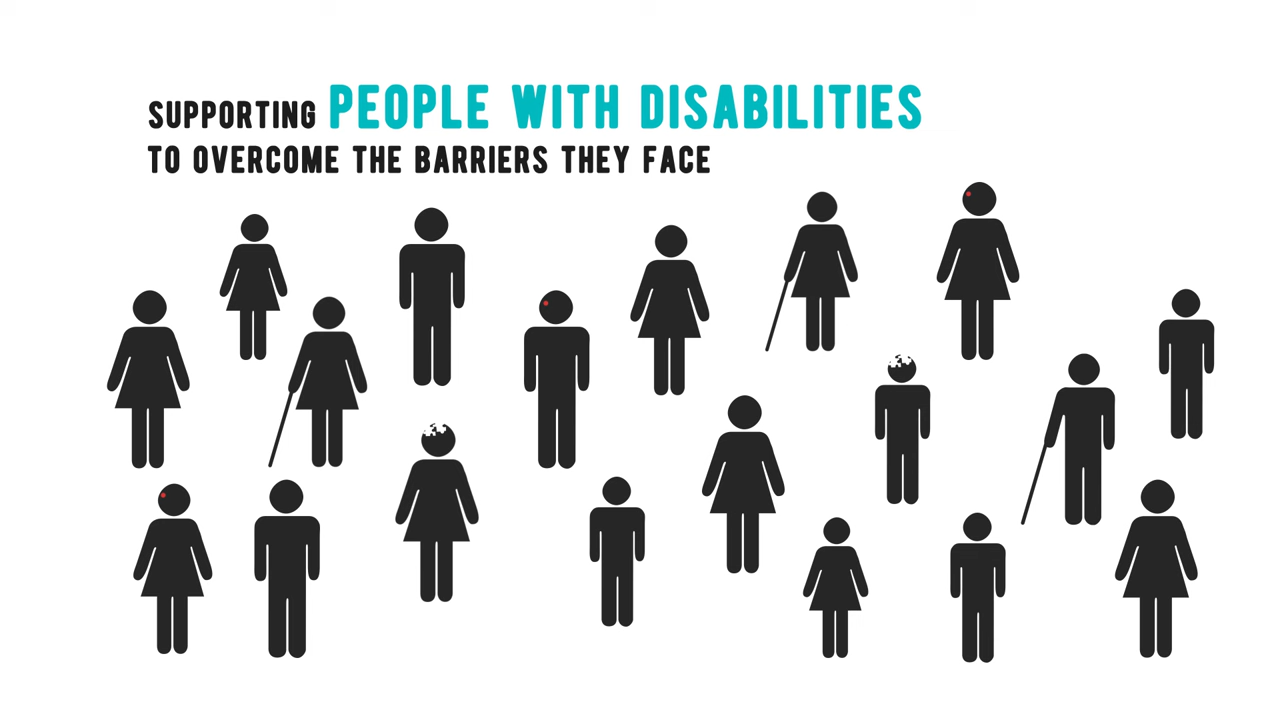 SUPPORTING PEOPLE WITH DISABILITIES
TO OVERCOME THE BARRIERS THEY FACE